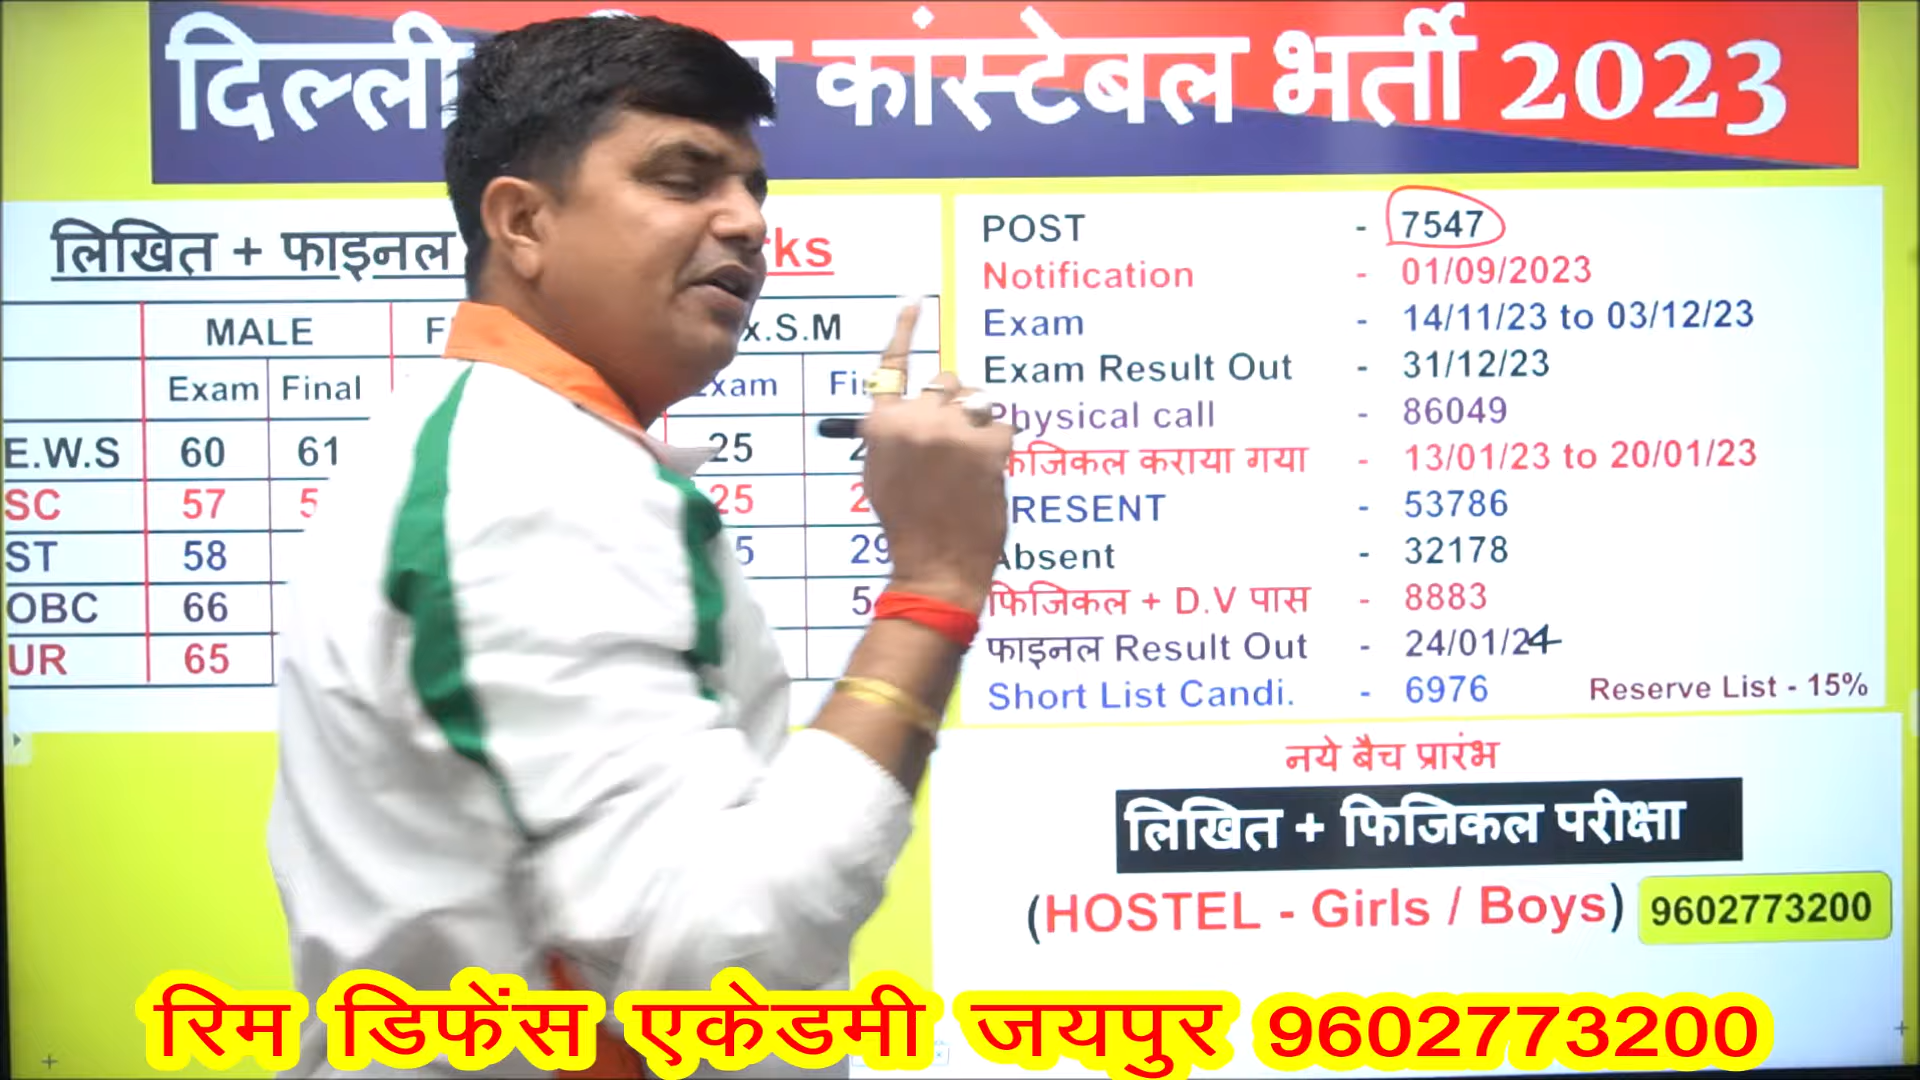 दिल्ली कांस्टेबल भर्ती 2023
लिखित + फाइनल
MALE
x.S.M
Exam Final
E.W.S 60 61 25
SC 57 25
ST 58 29
OBC 66
UR 65
POST - 7547
Notification - 01/09/2023
Exam - 14/11/23 to 03/12/23
Exam Result Out - 31/12/23
Physical call - 86049
फिजिकल कराया गया - 13/01/23 to 20/01/23
PRESENT - 53786
Absent - 32178
फिजिकल + D.V पास - 8883
फाइनल Result Out - 24/01/24
Short List Candi. - 6976 Reserve List - 15%
नये बैच प्रारंभ
लिखित + फिजिकल परीक्षा
(HOSTEL - Girls / Boys) 9602773200
रिम डिफेंस एकेडमी जयपुर 9602773200